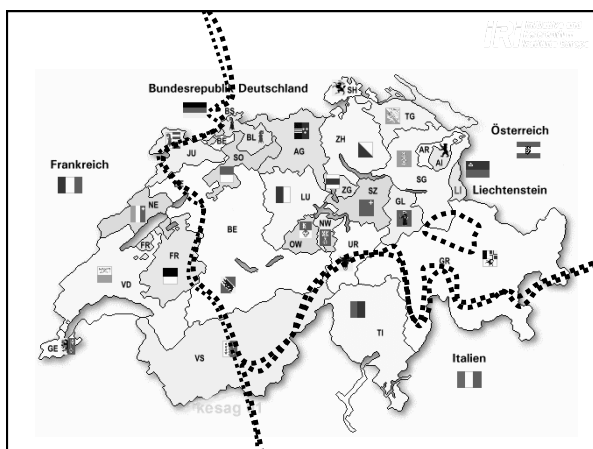 Bundesrepublik Deutschland
SH
BS
TG
BL
BE
AG
ZH
AR
AI
Österreich
JU
SO
Frankreich
SG
ZG
SZ
LI
Liechtenstein
NE
LU
GL
BE
NW
OW
UR
FR
FR
GR
VD
TI
GE
VS
Italien